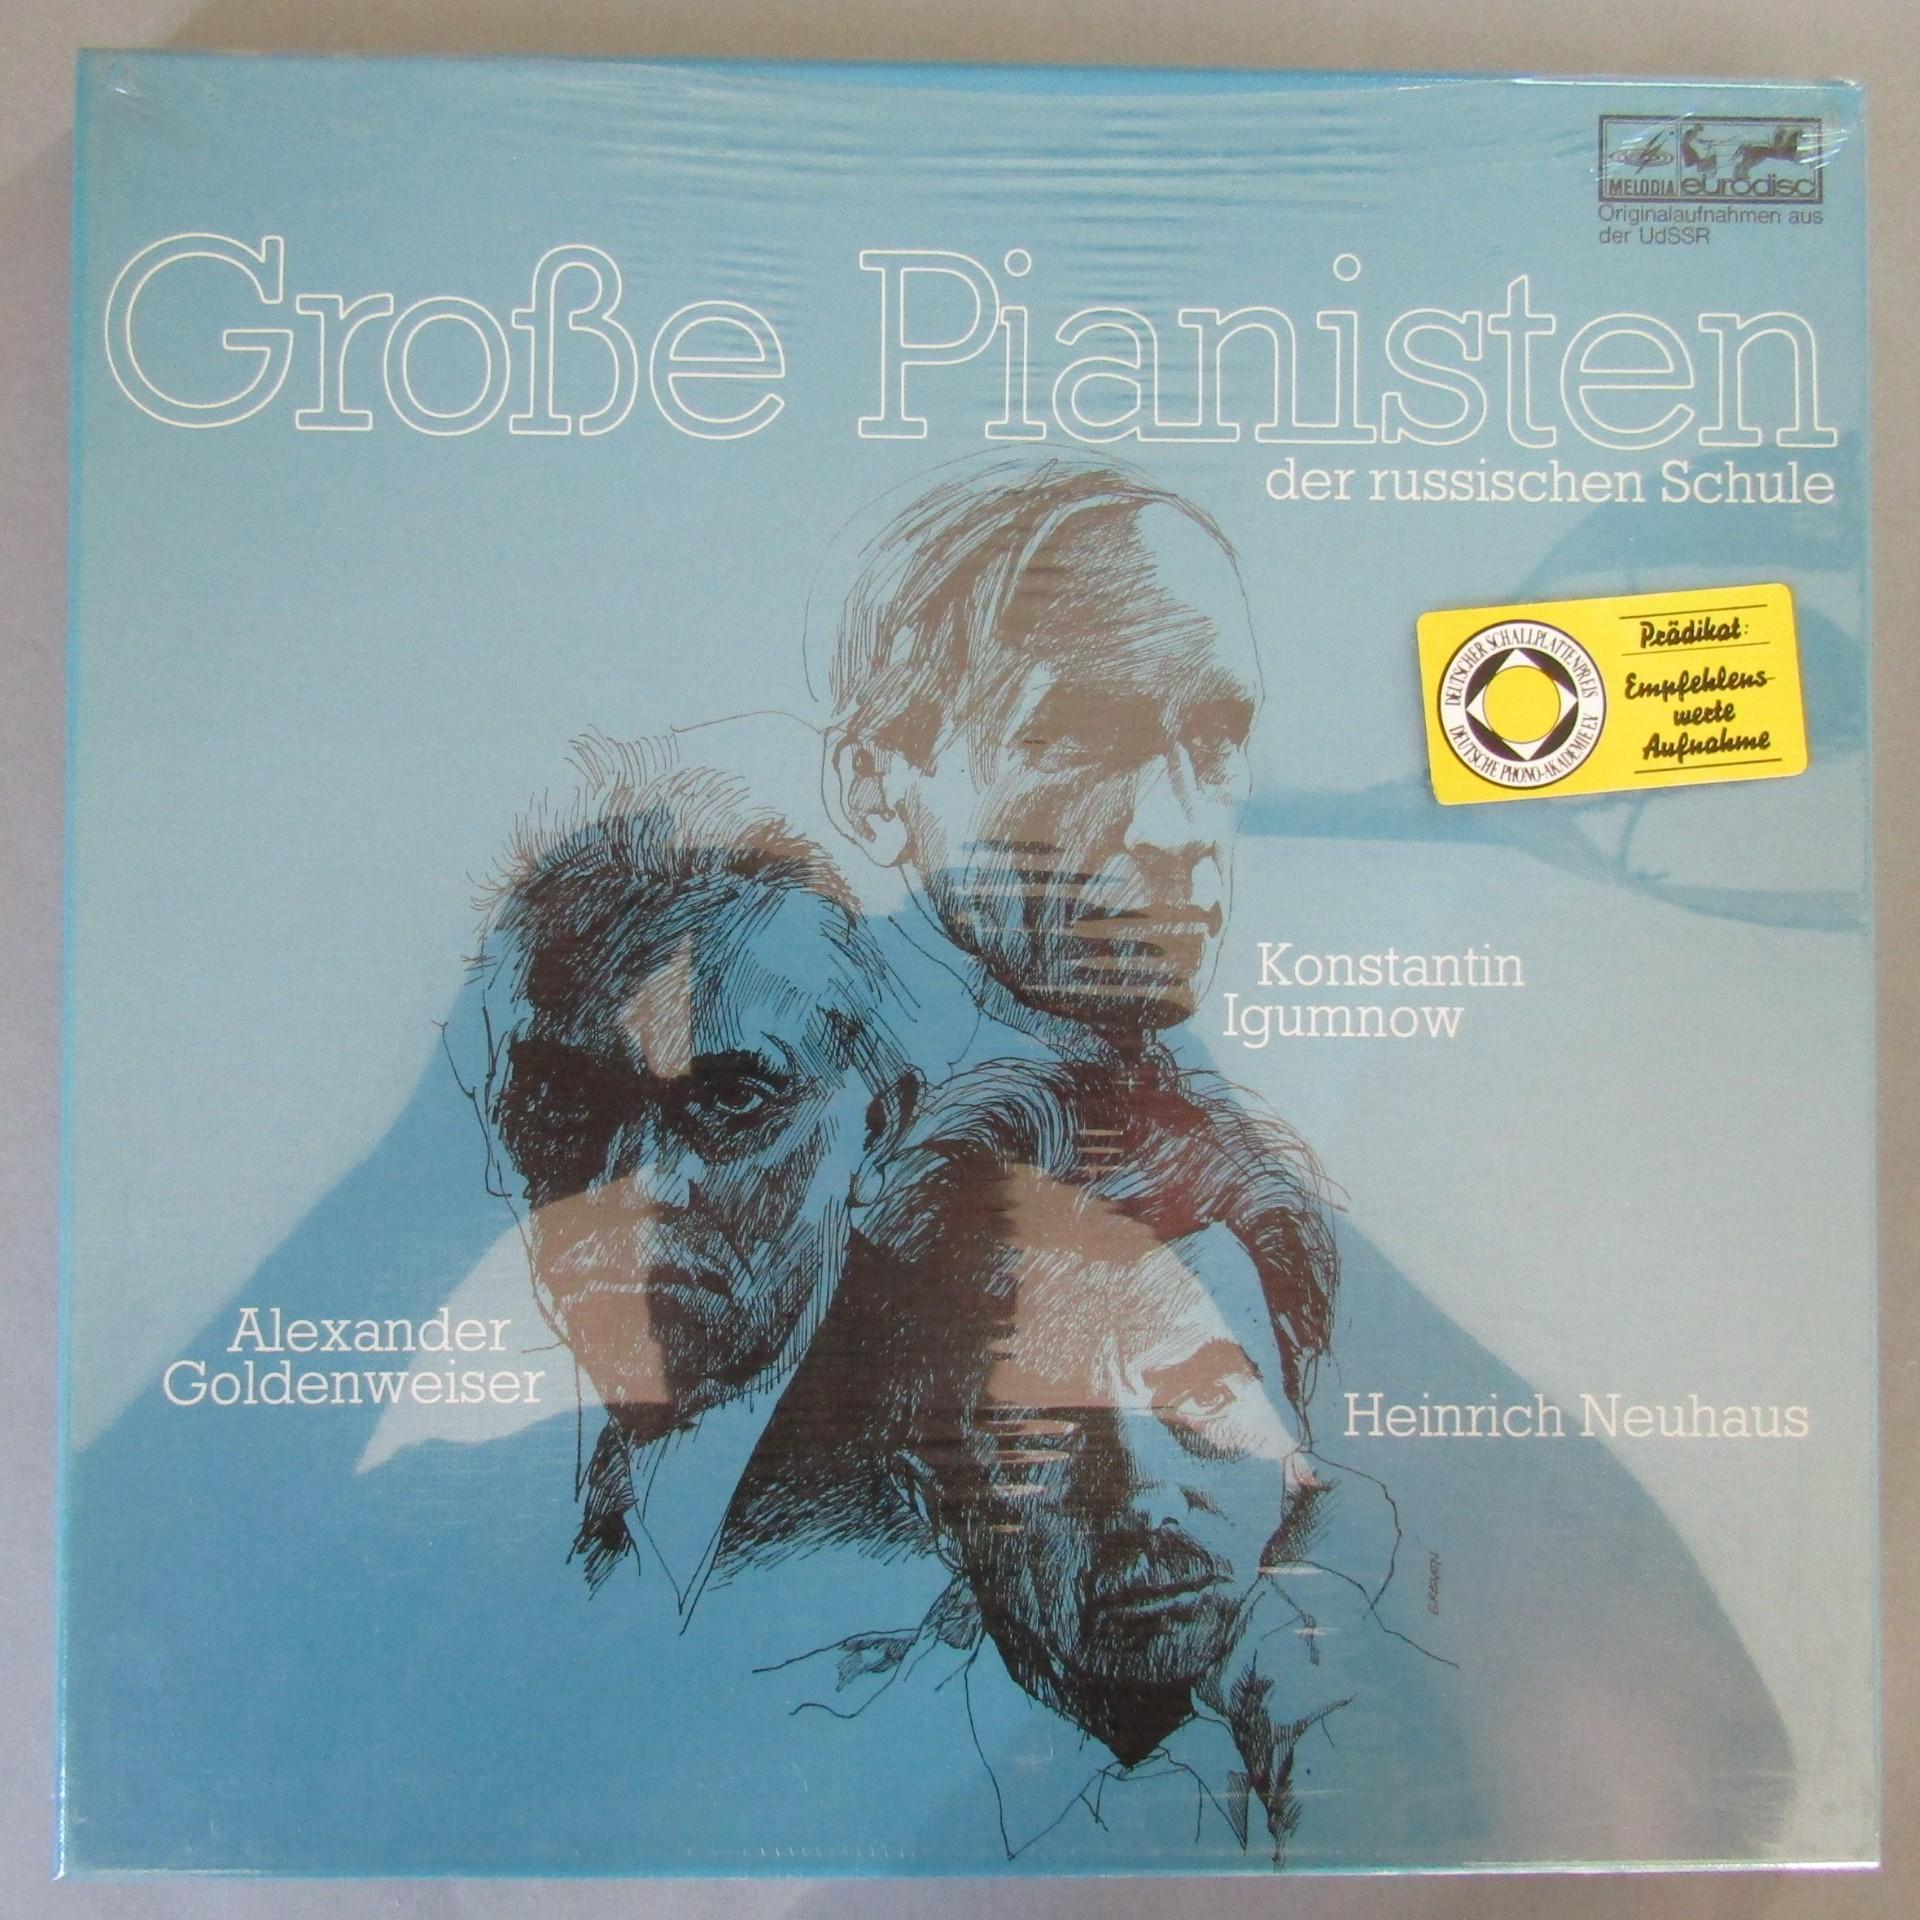 MELODIA eurodisc
Originalaufnahmen aus
der UdSSR
Große Pianisten
der russischen Schule
DEUTSCHER SCHALLPLATTENPREIS
DEUTSCHE PHONO-AKADEMIE E.V.
Prädikat:
Empfehlens-
werte
Aufnahme
Konstantin
Igumnow
Alexander
Goldenweiser
Heinrich Neuhaus